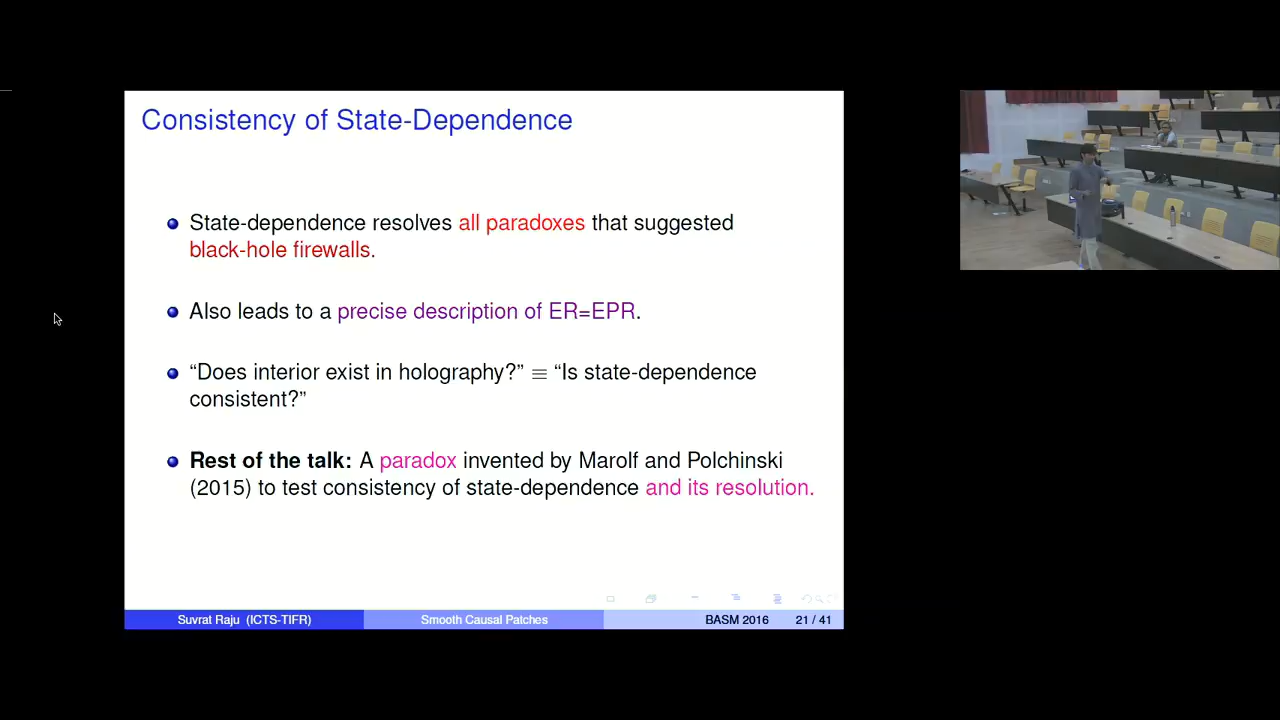 Consistency of State-Dependence
State-dependence resolves all paradoxes that suggested
black-hole firewalls.
Also leads to a precise description of ER=EPR.
“Does interior exist in holography?” ≡ “Is state-dependence
consistent?”
Rest of the talk: A paradox invented by Marolf and Polchinski
(2015) to test consistency of state-dependence and its resolution.
Suvrat Raju (ICTS-TIFR) Smooth Causal Patches BASM 2016 21 / 41